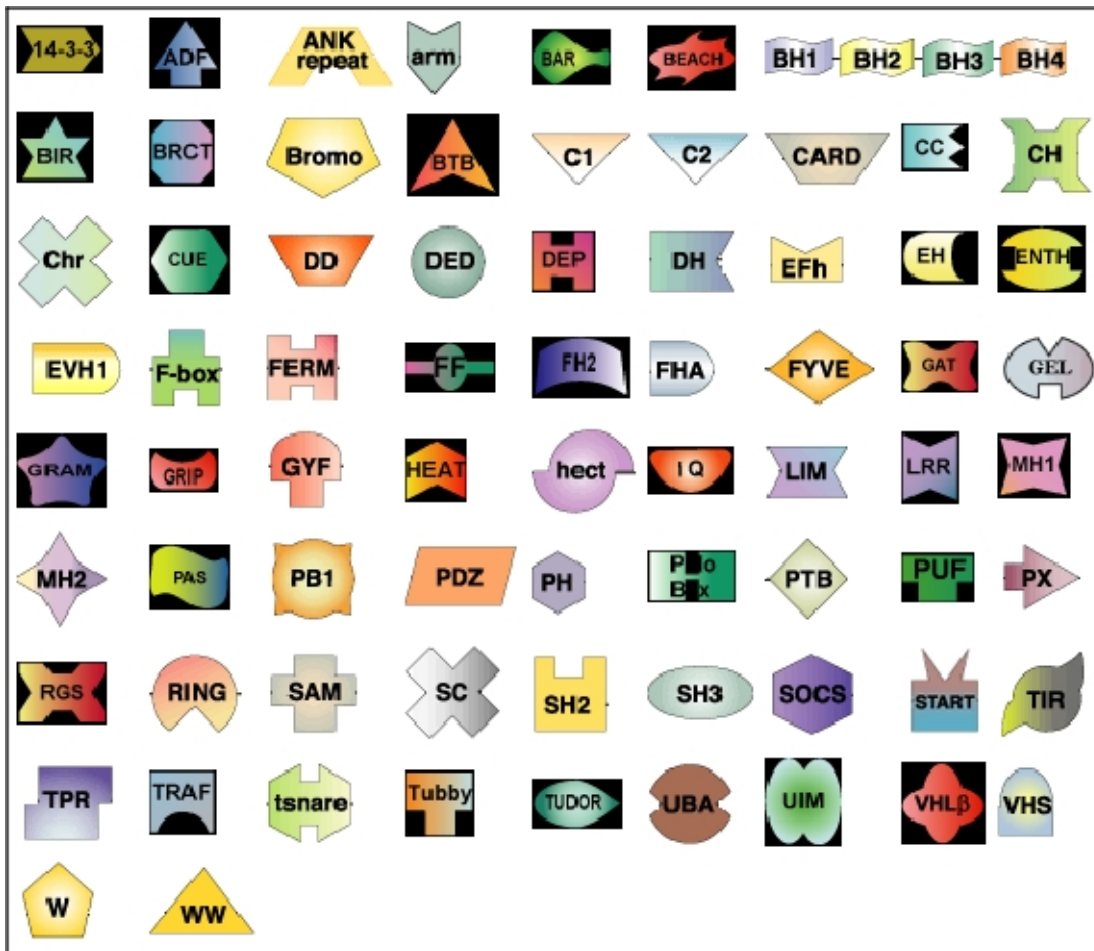 14-3-3 ADF ANK repeat arm BAR BEACH BH1 BH2 BH3 BH4
BIR BRCT Bromo BTB C1 C2 CARD CC CH
Chr CUE DD DED DEP DH EFh EH ENTH
EVH1 F-box FERM FF FH2 FHA FYVE GAT GEL
GRAM GRIP GYF HEAT hect IQ LIM LRR MH1
MH2 PAS PB1 PDZ PH Polo Box PTB PUF PX
RGS RING SAM SC SH2 SH3 SOCS START TIR
TPR TRAF tsnare Tubby TUDOR UBA UIM VHLβ VHS
W WW